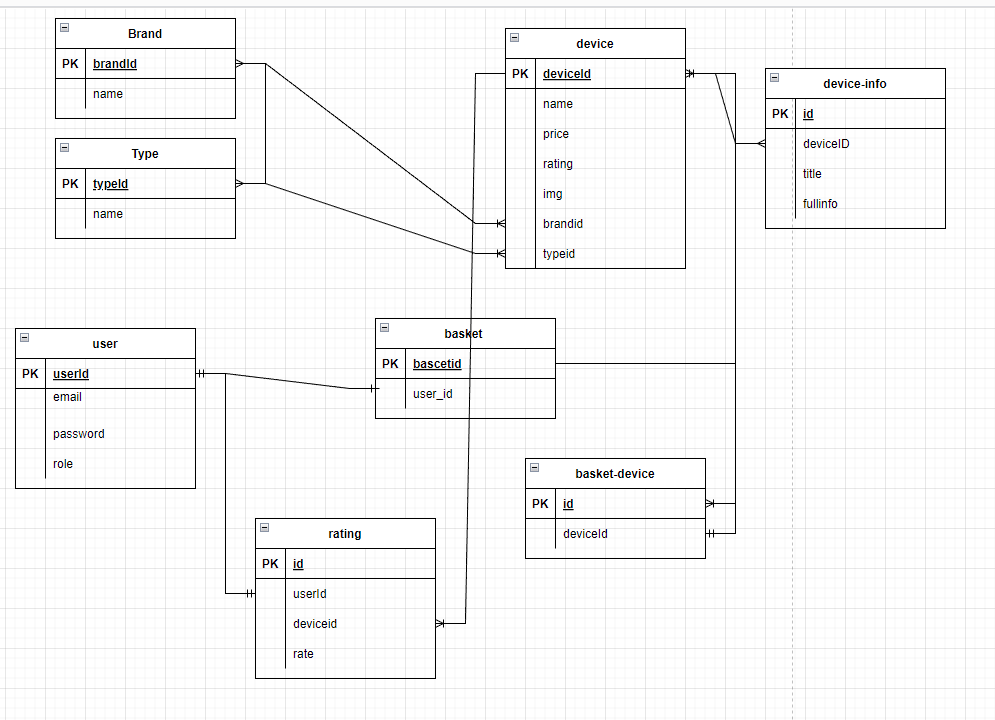 Brand
PK brandId
name
Type
PK typeId
name
device
PK deviceId
name
price
rating
img
brandid
typeid
device-info
PK id
deviceID
title
fullinfo
user
PK userId
email
password
role
basket
PK bascetid
user_id
basket-device
PK id
deviceId
rating
PK id
userId
deviceid
rate